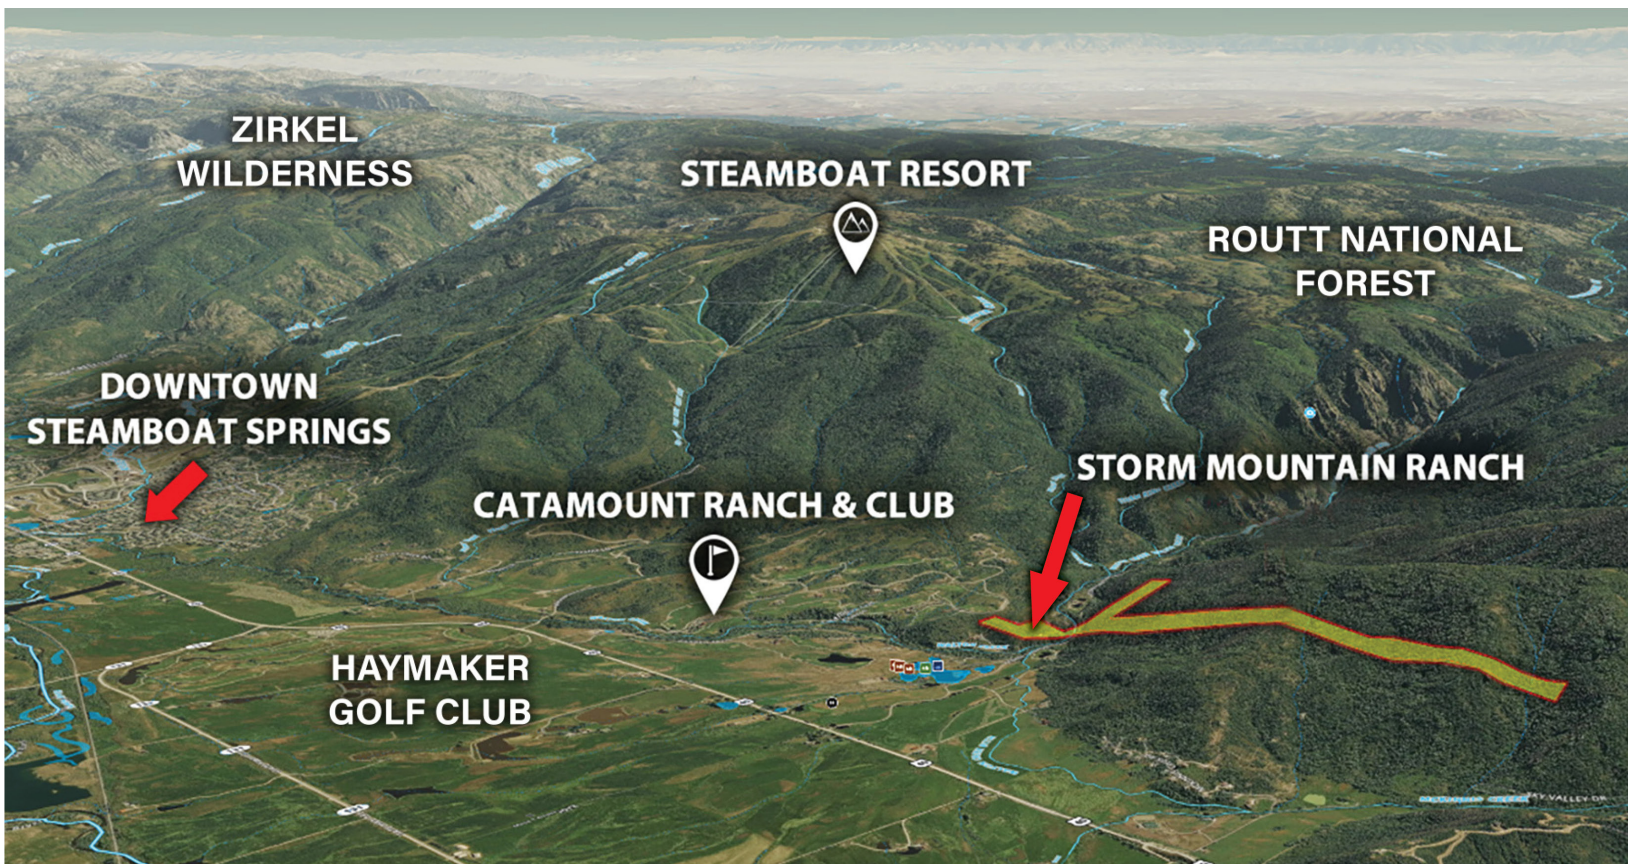 ZIRKEL
WILDERNESS
STEAMBOAT RESORT
ROUTT NATIONAL
FOREST
DOWNTOWN
STEAMBOAT SPRINGS
STORM MOUNTAIN RANCH
CATAMOUNT RANCH & CLUB
HAYMAKER
GOLF CLUB